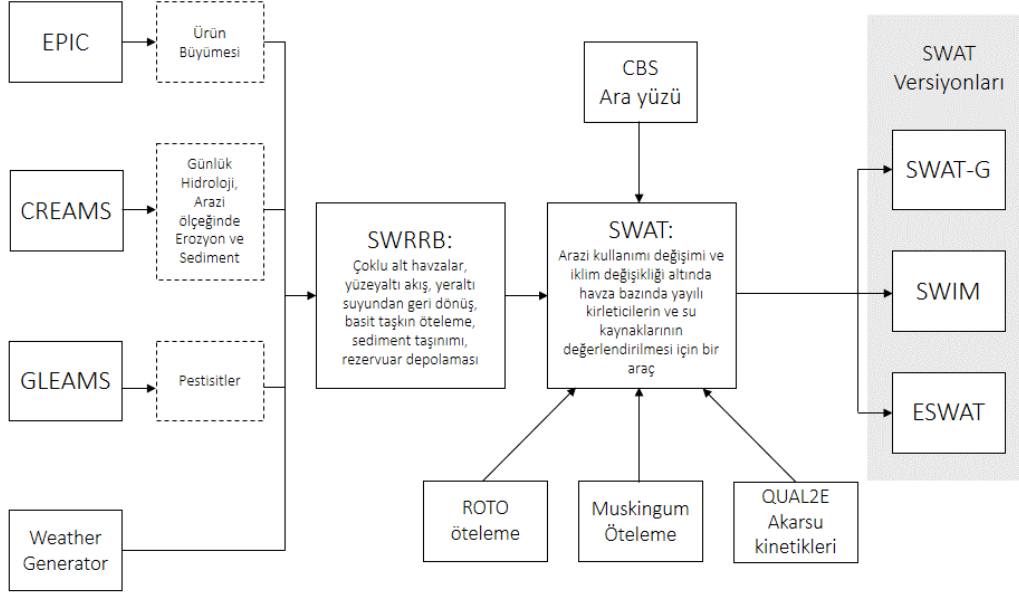 EPIC
Ürün
Büyümesi
CREAMS
Günlük
Hidroloji,
Arazi
ölçeğinde
Erozyon ve
Sediment
GLEAMS
Pestisitler
Weather
Generator
SWRRB:
Çoklu alt havzalar,
yüzeyaltı akış, yeraltı
suyundan geri dönüş,
basit taşkın öteleme,
sediment taşınımı,
rezervuar depolaması
CBS
Ara yüzü
SWAT:
Arazi kullanımı değişimi ve
iklim değişikliği altında
havza bazında yayılı
kirleticilerin ve su
kaynaklarının
değerlendirilmesi için bir
araç
ROTO
öteleme
Muskingum
Öteleme
QUAL2E
Akarsu
kinetikleri
SWAT
Versiyonları
SWAT-G
SWIM
ESWAT